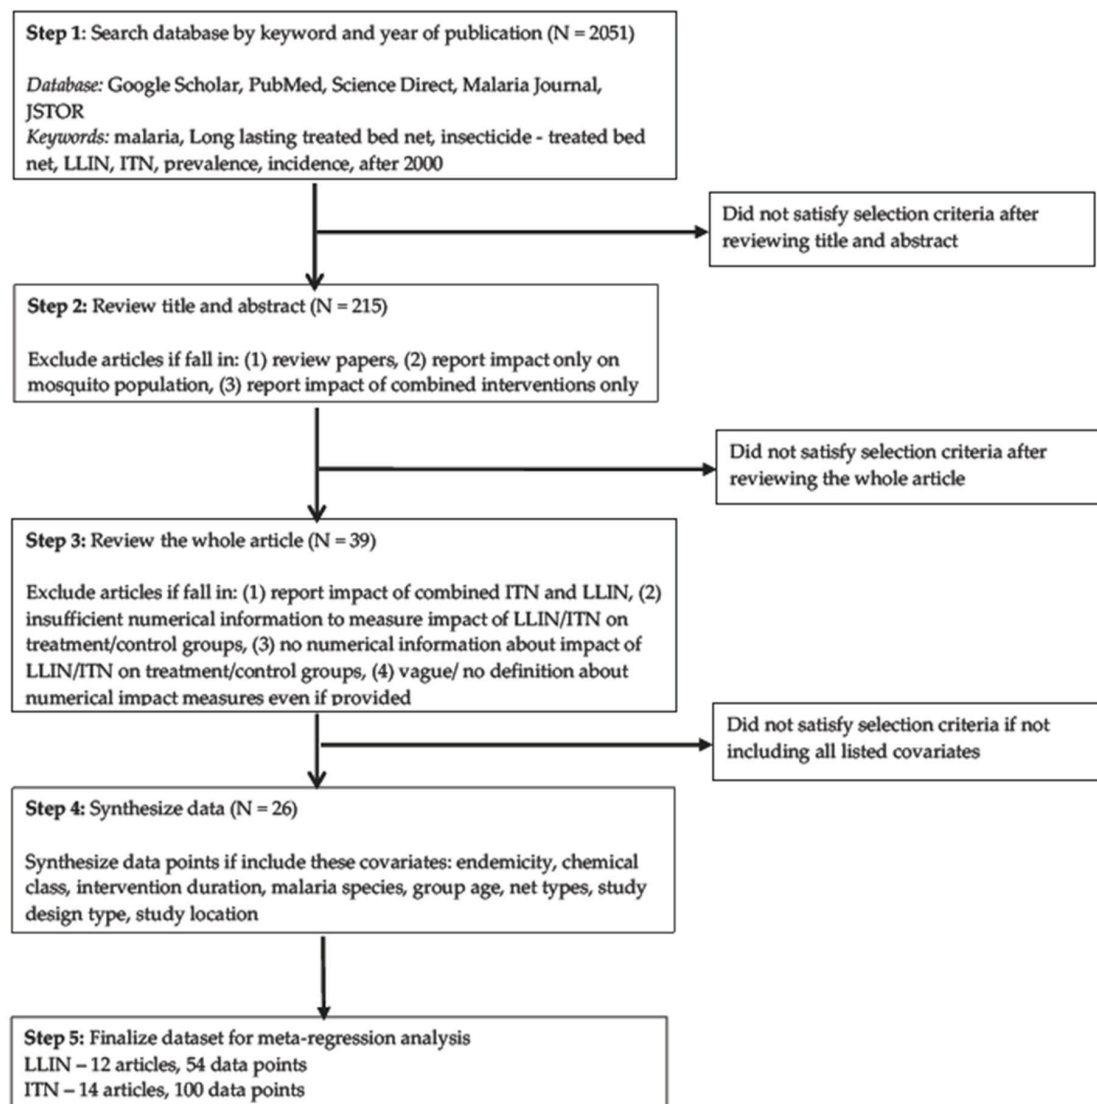 Step 1: Search database by keyword and year of publication (N = 2051)
Database: Google Scholar, PubMed, Science Direct, Malaria Journal,
JSTOR
Keywords: malaria, Long lasting treated bed net, insecticide - treated bed
net, LLIN, ITN, prevalence, incidence, after 2000
Did not satisfy selection criteria after
reviewing title and abstract
Step 2: Review title and abstract (N = 215)
Exclude articles if fall in: (1) review papers, (2) report impact only on
mosquito population, (3) report impact of combined interventions only
Did not satisfy selection criteria after
reviewing the whole article
Step 3: Review the whole article (N = 39)
Exclude articles if fall in: (1) report impact of combined ITN and LLIN, (2)
insufficient numerical information to measure impact of LLIN/ITN on
treatment/control groups, (3) no numerical information about impact of
LLIN/ITN on treatment/control groups, (4) vague/ no definition about
numerical impact measures even if provided
Did not satisfy selection criteria if not
including all listed covariates
Step 4: Synthesize data (N = 26)
Synthesize data points if include these covariates: endemicity, chemical
class, intervention duration, malaria species, group age, net types, study
design type, study location
Step 5: Finalize dataset for meta-regression analysis
LLIN – 12 articles, 54 data points
ITN – 14 articles, 100 data points